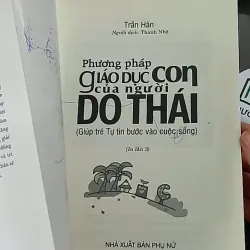 Trần Hân
Người dịch: Thanh Nhã
Phương pháp
GIÁO DỤC CON
của người
DO THÁI
(Giúp trẻ Tự tin bước vào cuộc sống)
(In lần 3)
NHÀ XUẤT BẢN PHỤ NỮ